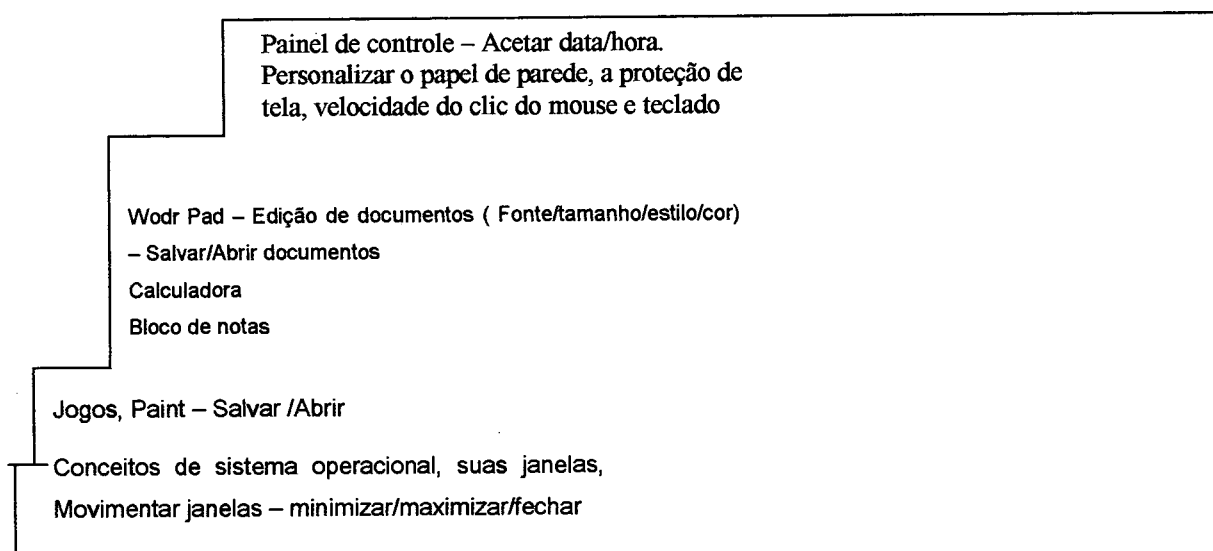 Painel de controle – Acetar data/hora.
Personalizar o papel de parede, a proteção de
tela, velocidade do clic do mouse e teclado
Wodr Pad – Edição de documentos ( Fonte/tamanho/estilo/cor)
– Salvar/Abrir documentos
Calculadora
Bloco de notas
Jogos, Paint – Salvar /Abrir
Conceitos de sistema operacional, suas janelas,
Movimentar janelas – minimizar/maximizar/fechar